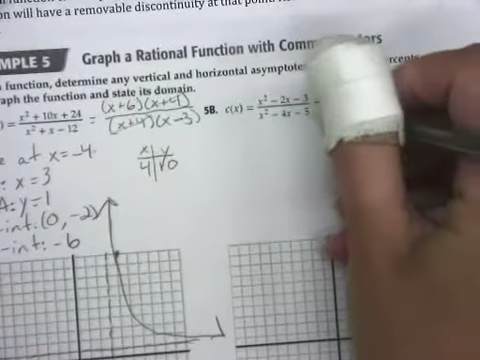 on will have removable discontinuity at that point
MPLE 5 Graph a Rational Function with Comm
function, determine any vertical and horizontal asymptotes
raph the function and state its domain.
) = x² + 10x + 24 / x² + x − 12 = (x+6)(x+4) / (x+4)(x−3) 5B. c(x) = x² − 2x − 3 / x² − 4x − 5
at x=-4
x=3
A: y=1
-int: (0, -2)
-int: -6
x y
4 10